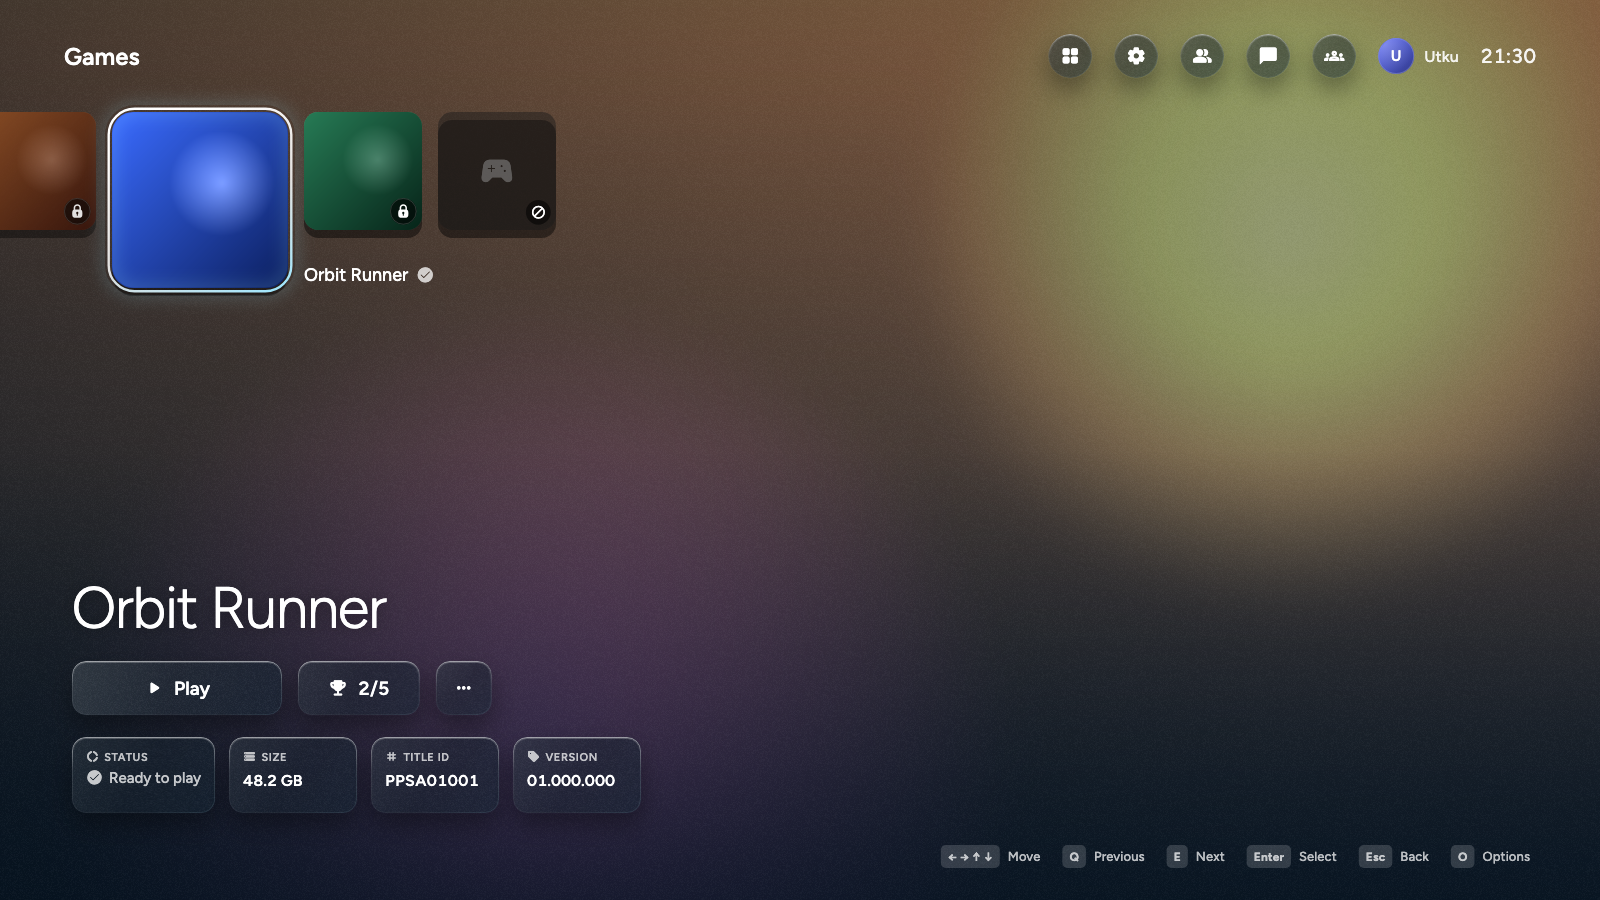 Games
U Utku 21:30
Orbit Runner
Orbit Runner
Play 2/5
STATUS SIZE TITLE ID VERSION
Ready to play 48.2 GB PPSA01001 01.000.000
←→↑↓ Move Q Previous E Next Enter Select Esc Back O Options